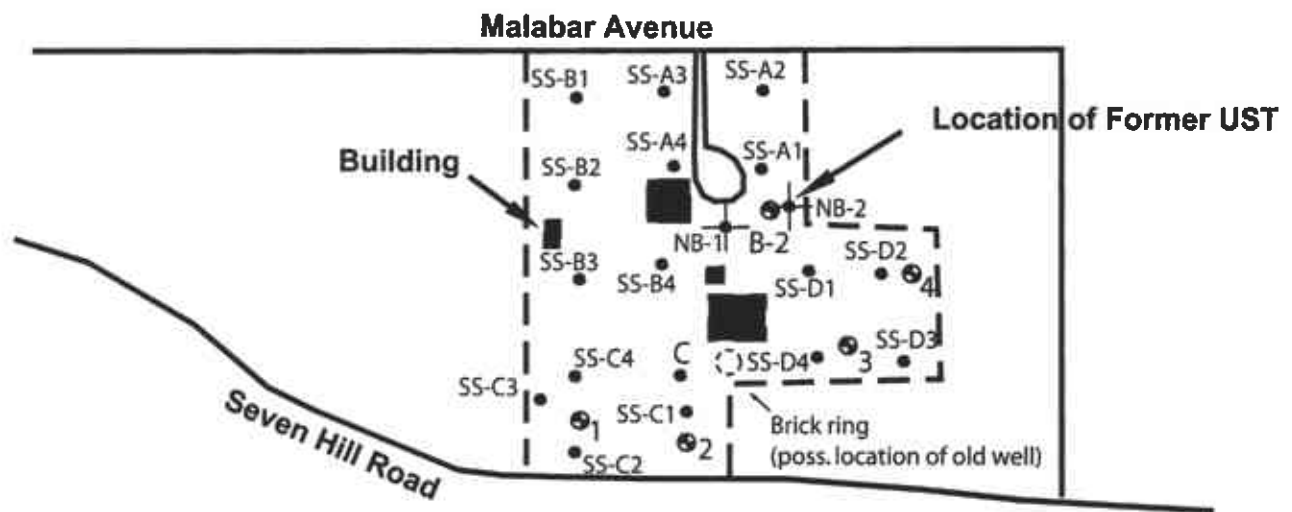 Malabar Avenue
SS-B1
SS-A3
SS-A2
Location of Former UST
Building
SS-A4
SS-A1
SS-B2
NB-2
NB-1
B-2
SS-B3
SS-B4
SS-D2
SS-D1
4
SS-C4
C
SS-D4
3
SS-D3
SS-C3
SS-C1
1
2
SS-C2
Brick ring
(poss. location of old well)
Seven Hill Road